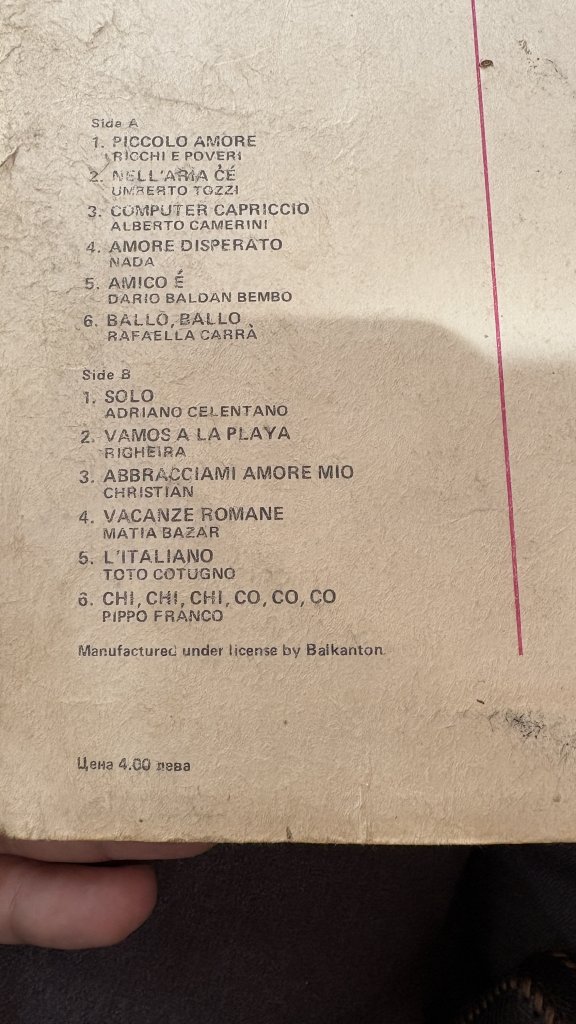 Side A
1. PICCOLO AMORE
RICCHI E POVERI
2. NELL'ARIA ĊÉ
UMBERTO TOZZI
3. COMPUTER CAPRICCIO
ALBERTO CAMERINI
4. AMORE DISPERATO
NADA
5. AMICO É
DARIO BALDAN BEMBO
6. BALLO, BALLO
RAFAELLA CARRÀ
Side B
1. SOLO
ADRIANO CELENTANO
2. VAMOS A LA PLAYA
RIGHEIRA
3. ABBRACCIAMI AMORE MIO
CHRISTIAN
4. VACANZE ROMANE
MATIA BAZAR
5. L'ITALIANO
TOTO COTUGNO
6. CHI, CHI, CHI, CO, CO, CO
PIPPO FRANCO
Manufactured under license by Balkanton
Цена 4.00 лева